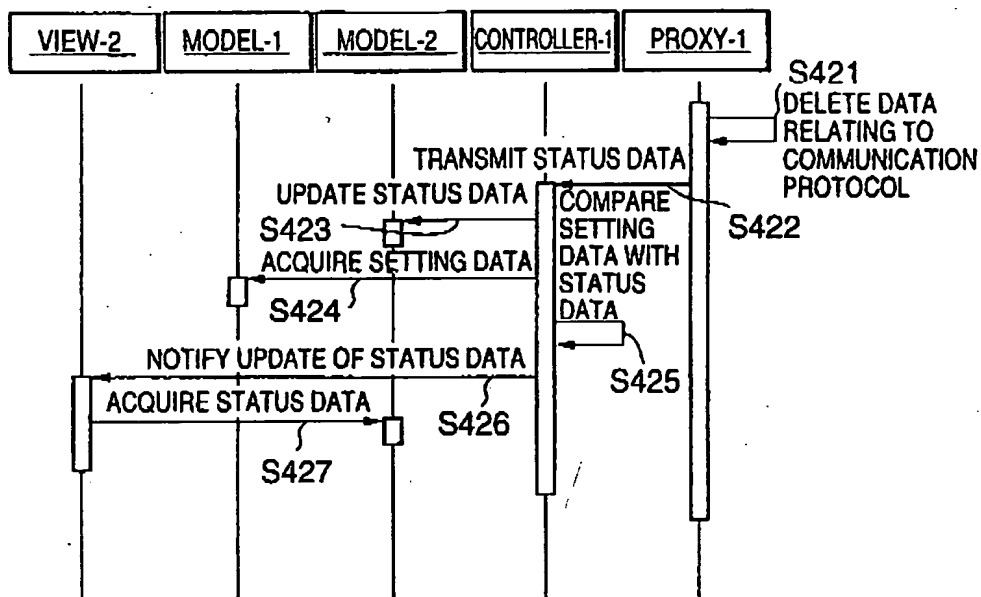 VIEW-2
MODEL-1
MODEL-2
CONTROLLER-1
PROXY-1
S421
DELETE DATA
RELATING TO
COMMUNICATION
PROTOCOL
TRANSMIT STATUS DATA
S422
UPDATE STATUS DATA
S423
COMPARE
SETTING
DATA WITH
STATUS
DATA
ACQUIRE SETTING DATA
S424
S425
NOTIFY UPDATE OF STATUS DATA
S426
ACQUIRE STATUS DATA
S427